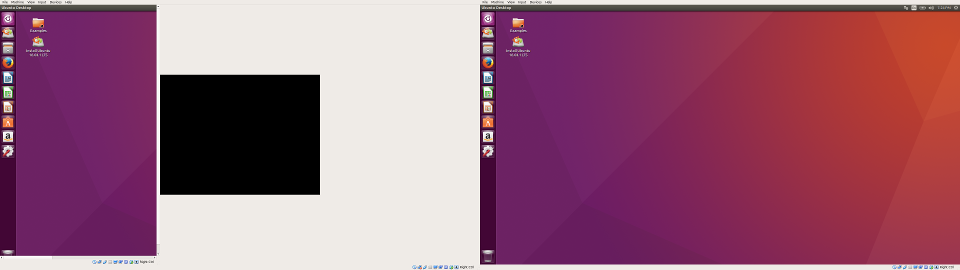 File Machine View Input Devices Help
Ubuntu Desktop
Examples
Install Ubuntu
16.04.1 LTS
Right Ctrl
Right Ctrl
File Machine View Input Devices Help
Ubuntu Desktop
Examples
Install Ubuntu
16.04.1 LTS
Right Ctrl